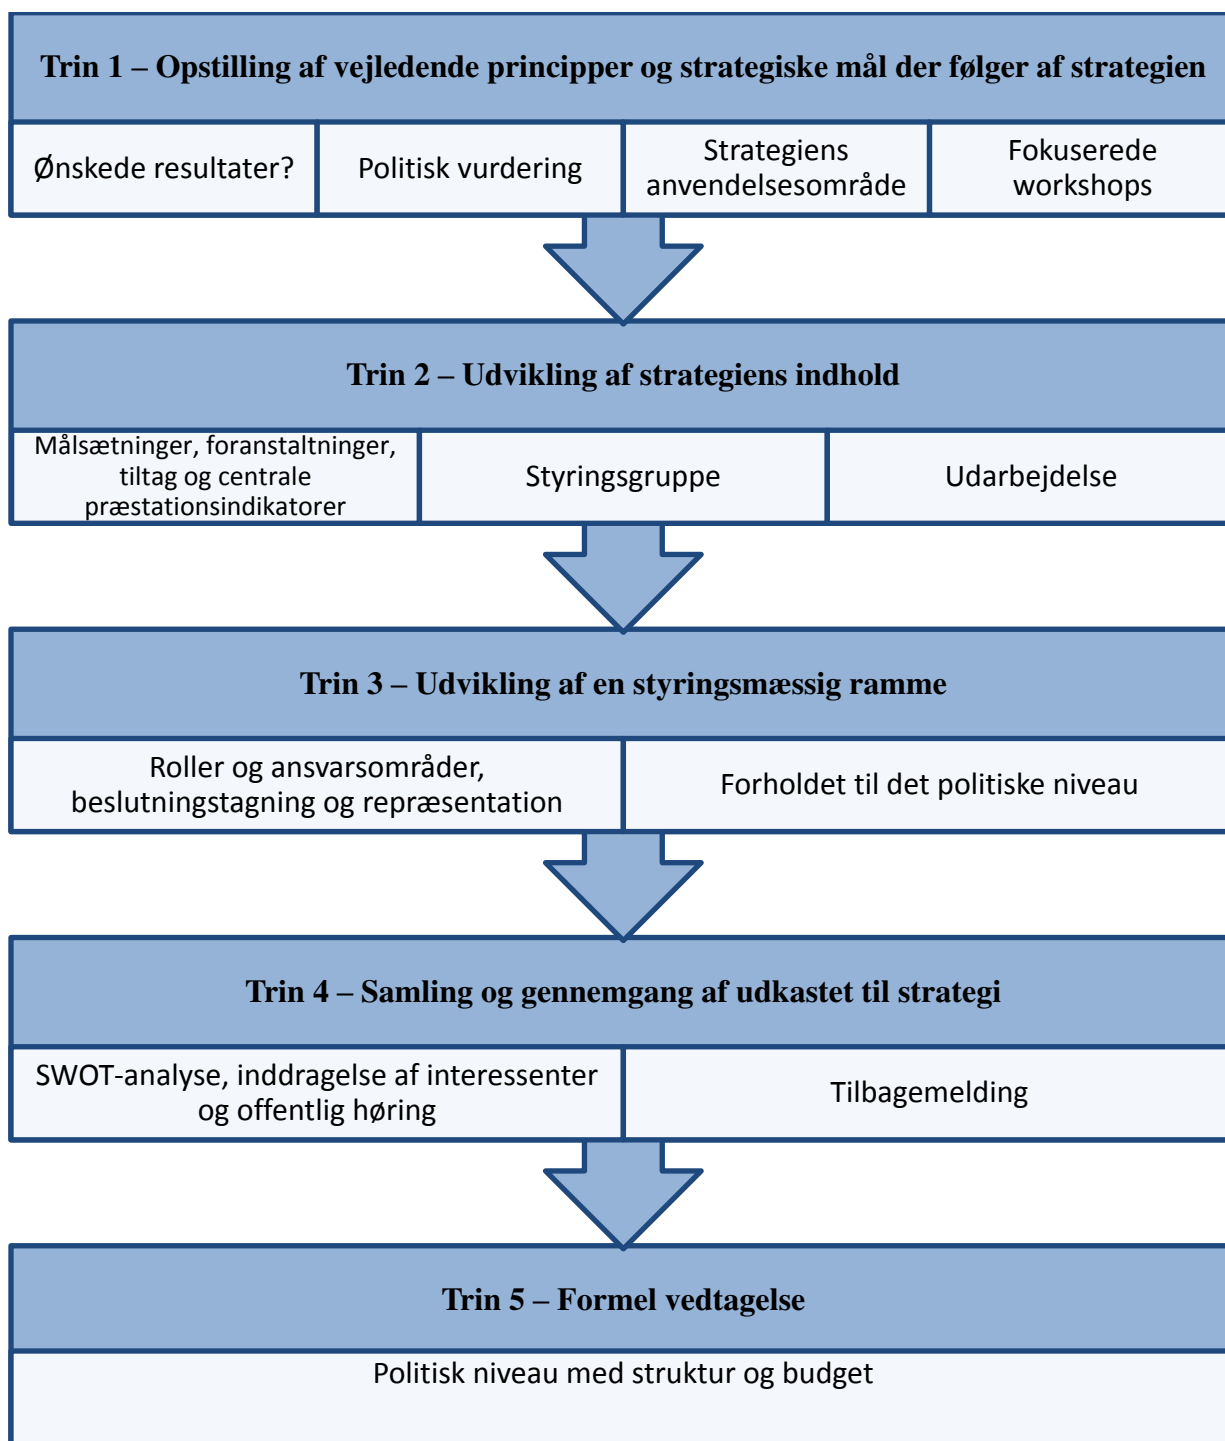 Trin 1 – Opstilling af vejledende principper og strategiske mål der følger af strategien
Ønskede resultater?
Politisk vurdering
Strategiens
anvendelsesområde
Fokuserede
workshops
Trin 2 – Udvikling af strategiens indhold
Målsætninger, foranstaltninger,
tiltag og centrale
præstationsindikatorer
Styringsgruppe
Udarbejdelse
Trin 3 – Udvikling af en styringsmæssig ramme
Roller og ansvarsområder,
beslutningstagning og repræsentation
Forholdet til det politiske niveau
Trin 4 – Samling og gennemgang af udkastet til strategi
SWOT-analyse, inddragelse af interessenter
og offentlig høring
Tilbagemelding
Trin 5 – Formel vedtagelse
Politisk niveau med struktur og budget